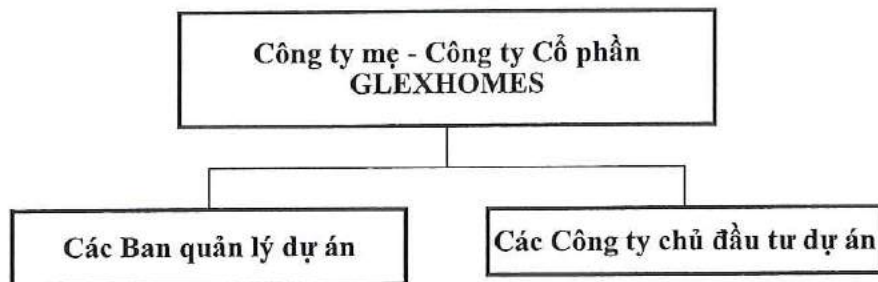 Công ty mẹ - Công ty Cổ phần
GLEXHOMES
Các Ban quản lý dự án
Các Công ty chủ đầu tư dự án